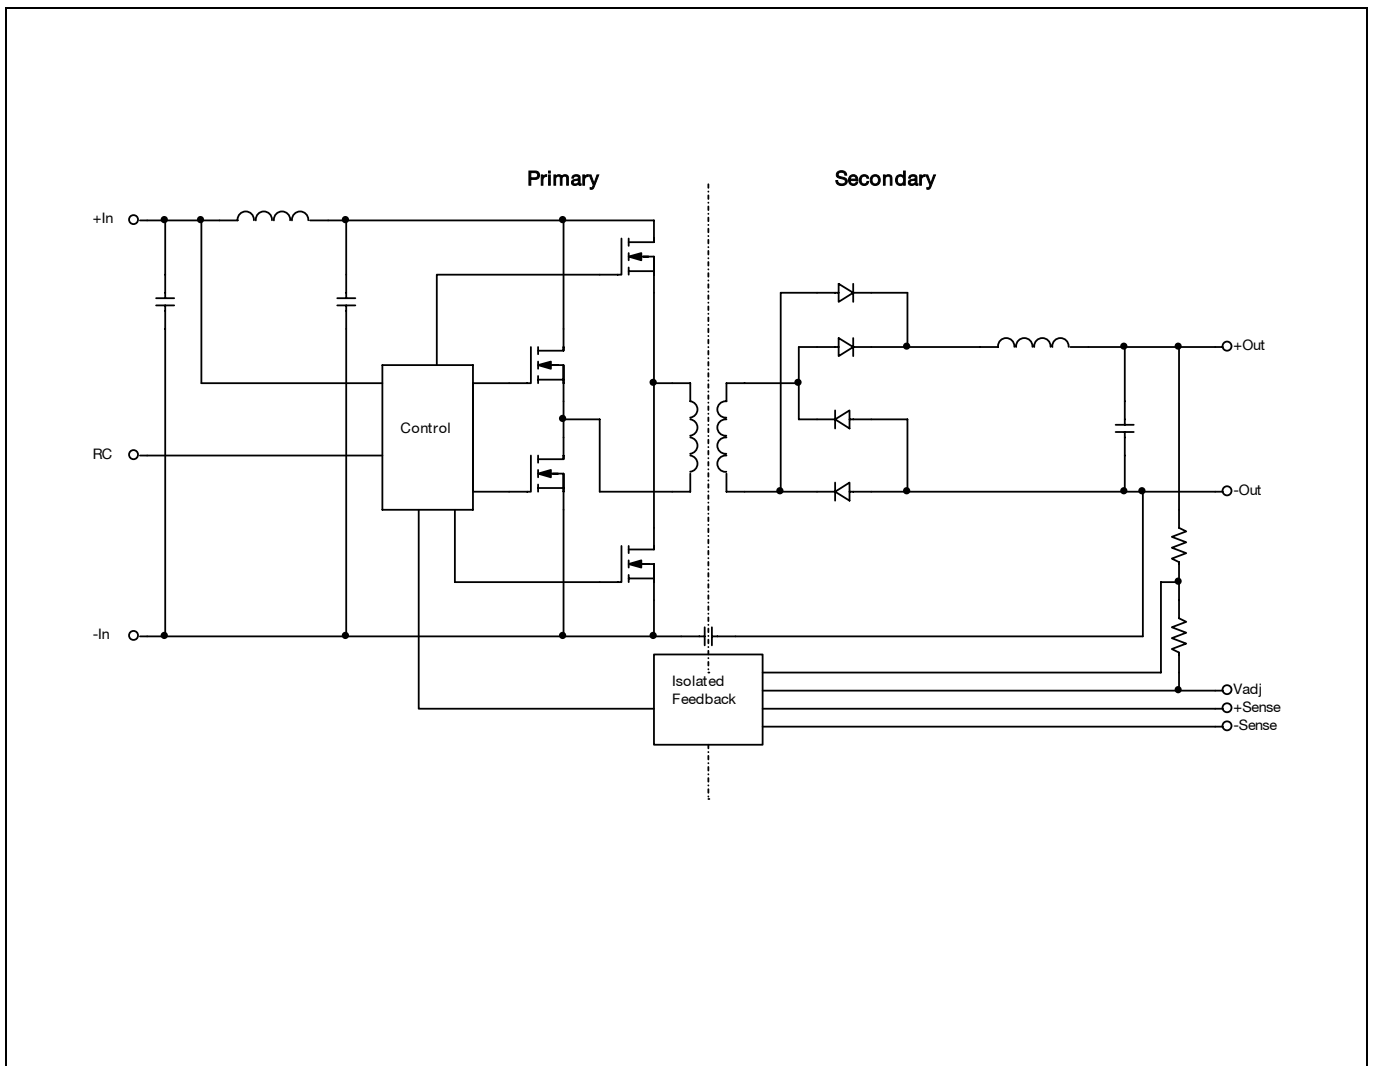 Primary
Secondary
+In
+Out
Control
RC
-Out
-In
Isolated
Feedback
Vadj
+Sense
-Sense